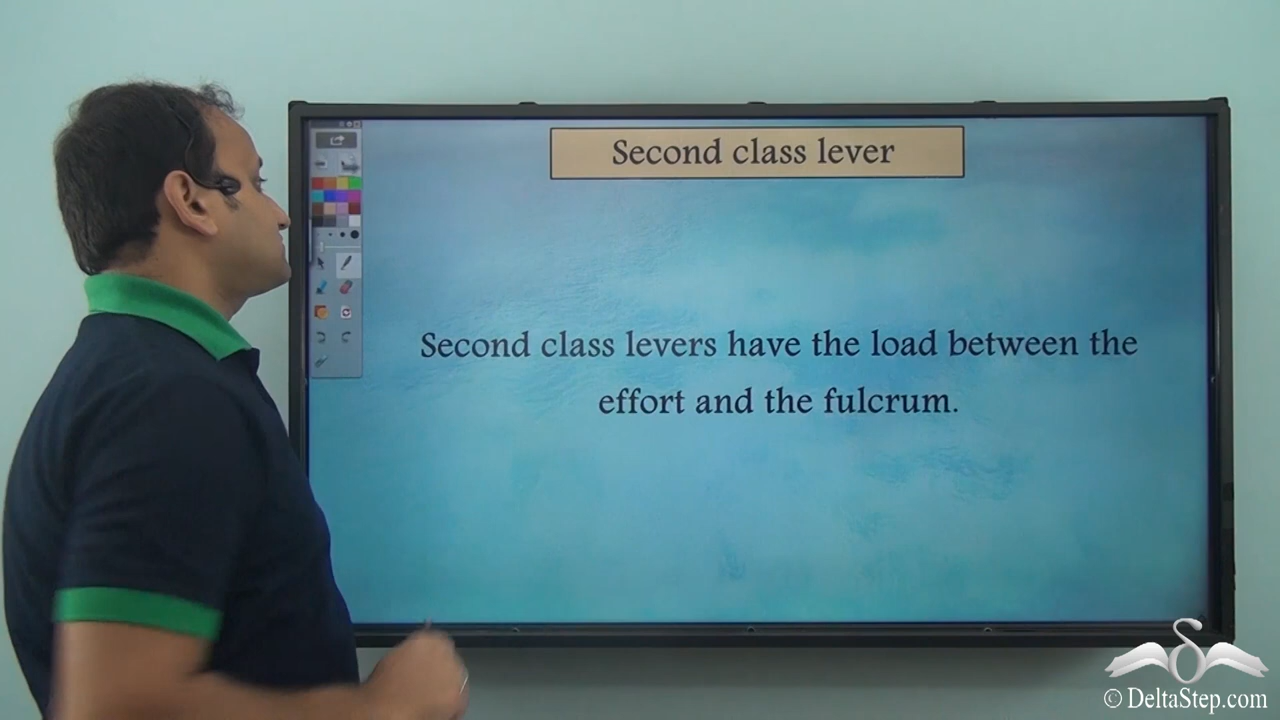 Second class lever
Second class levers have the load between the
effort and the fulcrum.
© DeltaStep.com